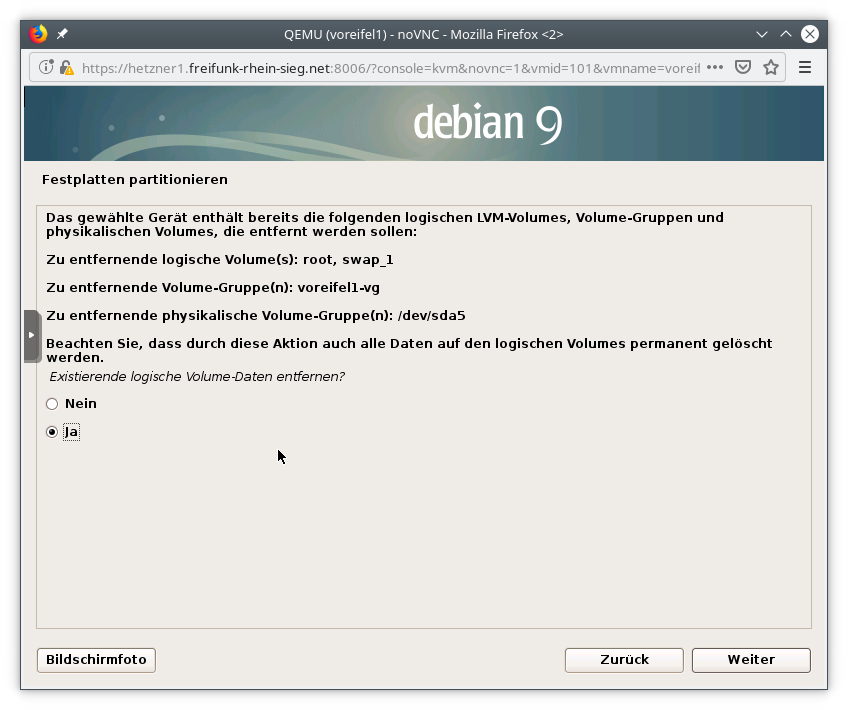 QEMU (voreifel1) - noVNC - Mozilla Firefox <2>
https://hetzner1.freifunk-rhein-sieg.net:8006/?console=kvm&novnc=1&vmid=101&vmname=voreif
debian 9
Festplatten partitionieren
Das gewählte Gerät enthält bereits die folgenden logischen LVM-Volumes, Volume-Gruppen und
physikalischen Volumes, die entfernt werden sollen:
Zu entfernende logische Volume(s): root, swap_1
Zu entfernende Volume-Gruppe(n): voreifel1-vg
Zu entfernende physikalische Volume-Gruppe(n): /dev/sda5
Beachten Sie, dass durch diese Aktion auch alle Daten auf den logischen Volumes permanent gelöscht
werden.
Existierende logische Volume-Daten entfernen?
Nein
Ja
Bildschirmfoto
Zurück
Weiter